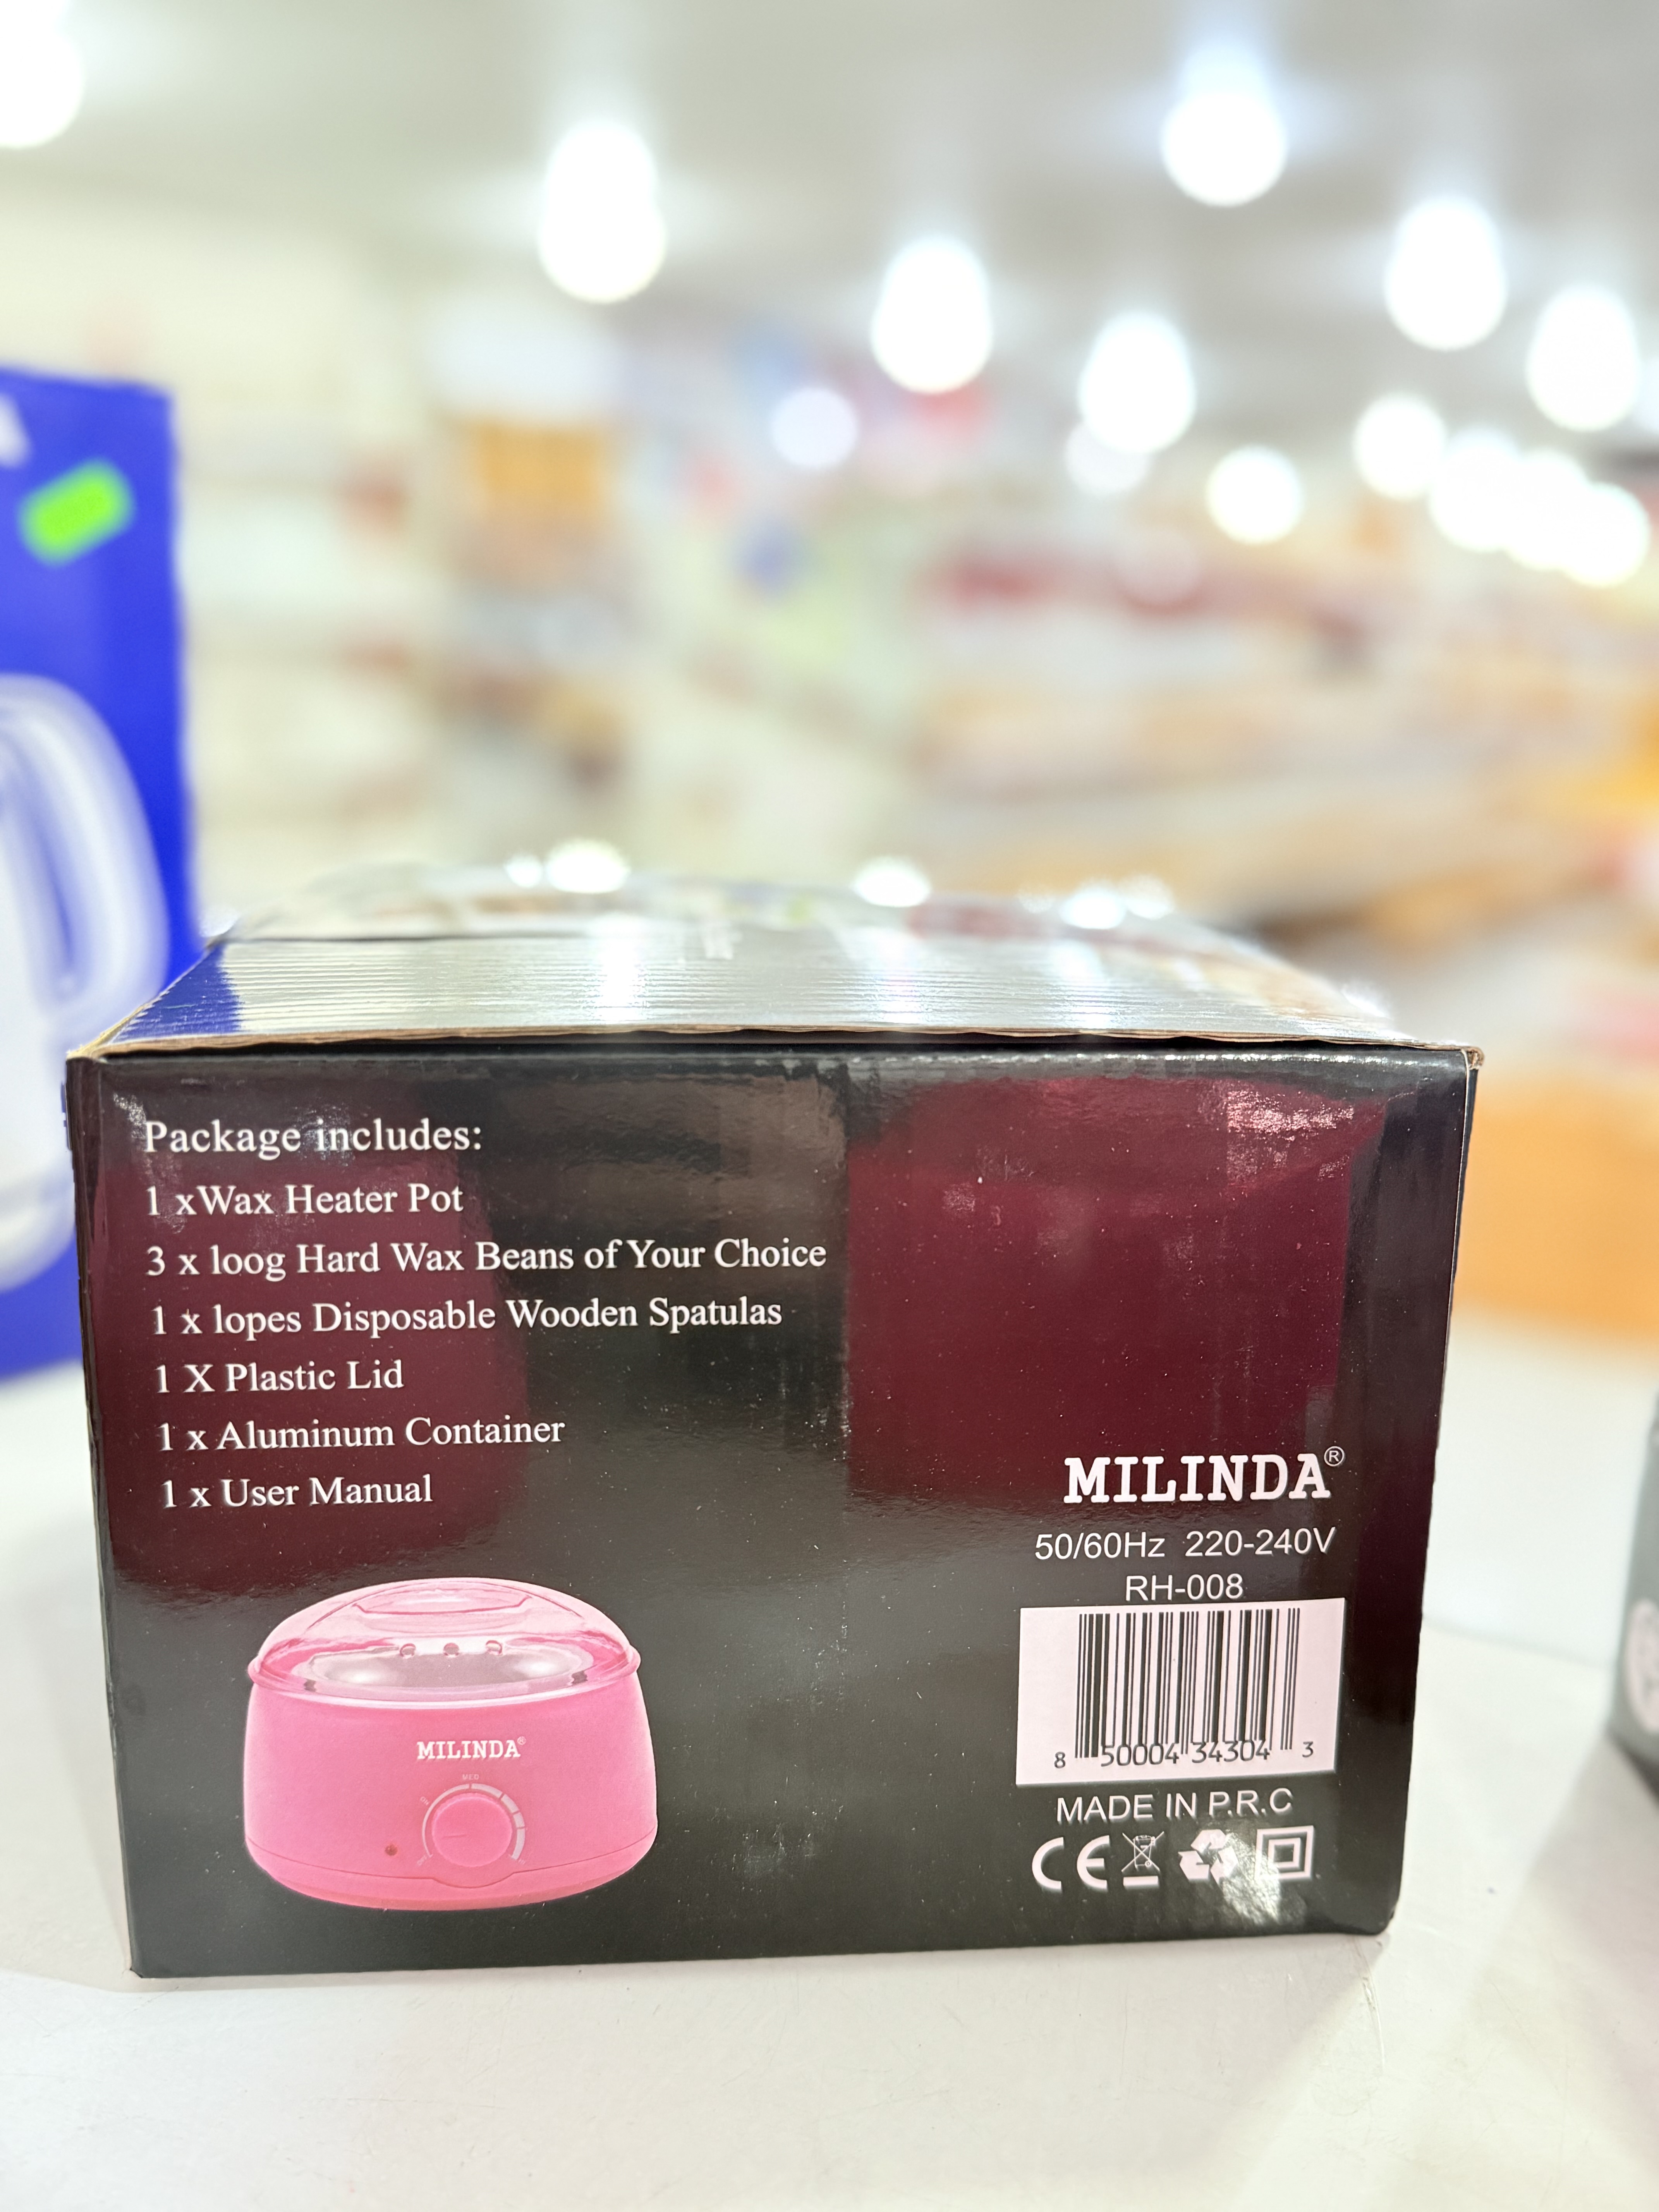 Package includes:
1 xWax Heater Pot
3 x loog Hard Wax Beans of Your Choice
1 x lopes Disposable Wooden Spatulas
1 X Plastic Lid
1 x Aluminum Container
1 x User Manual
MILINDA®
50/60Hz 220-240V
RH-008
8 50004 34304 3
MADE IN P.R.C
CE
MILINDA®
MED